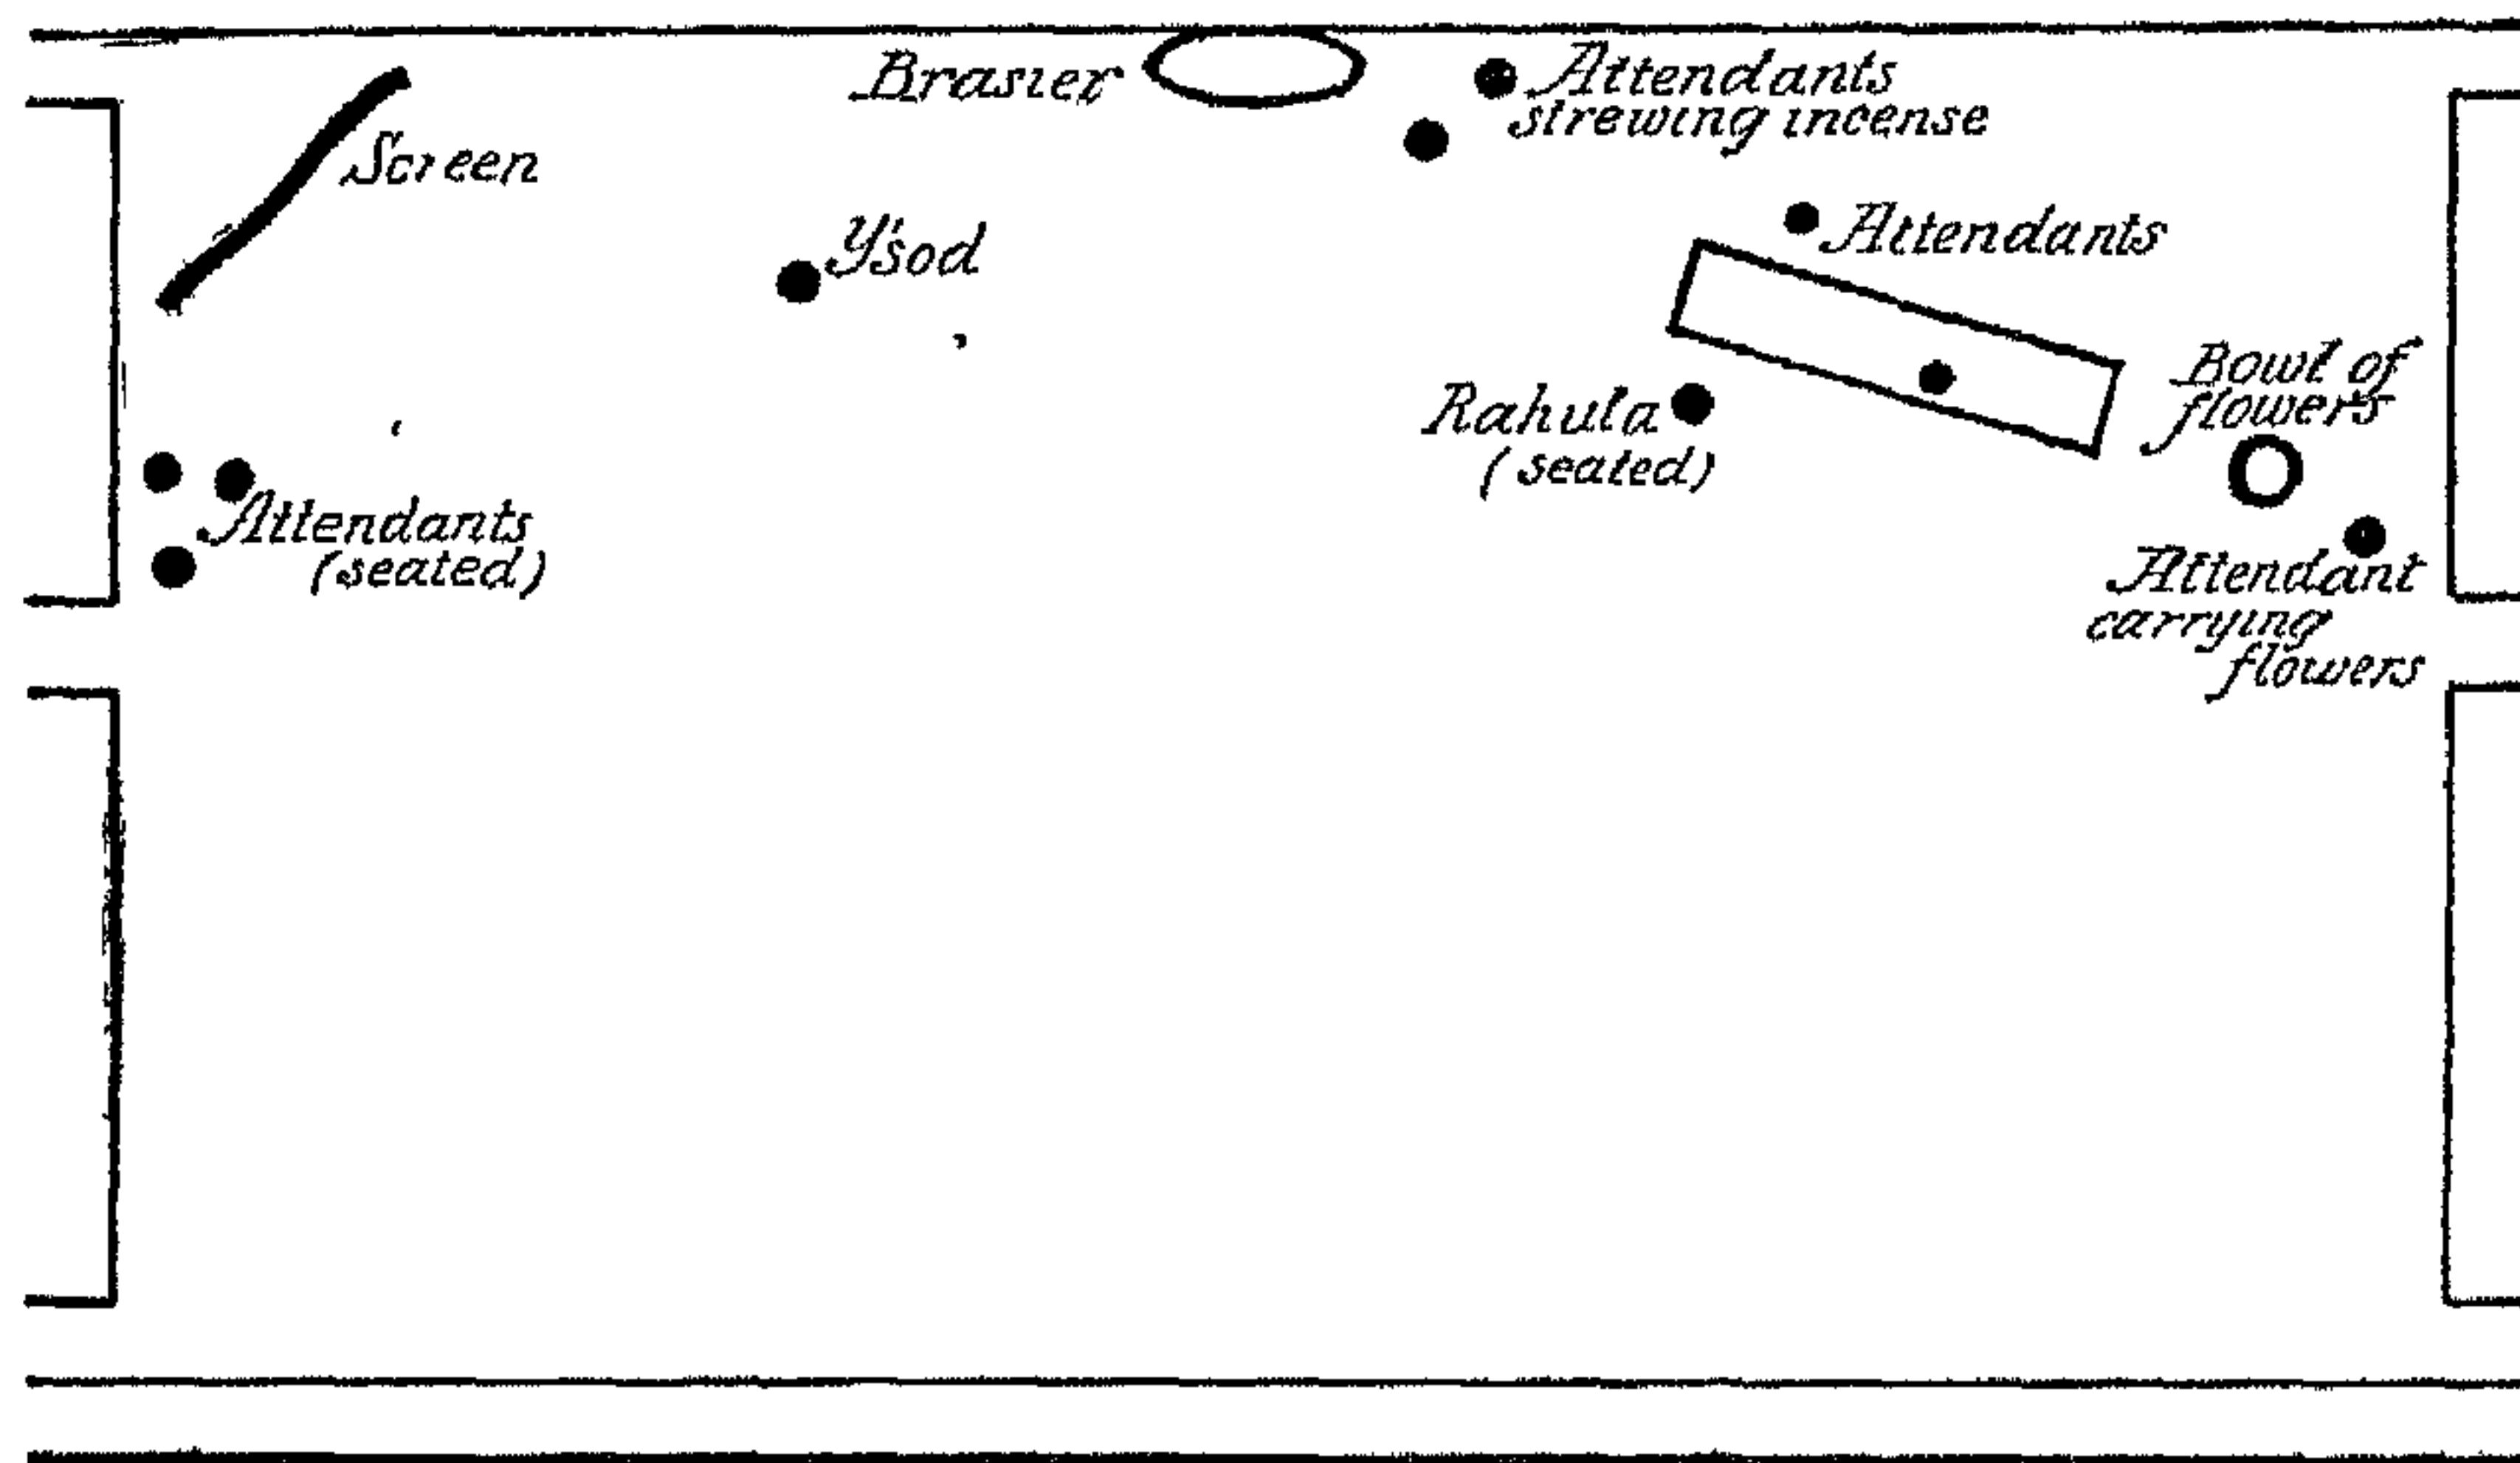 Brasier
Attendants
strewing incense
Screen
Y'sod
Attendants
Bowl of
flowers
Rahula
(seated)
Attendants
(seated)
Attendant
carrying
flowers